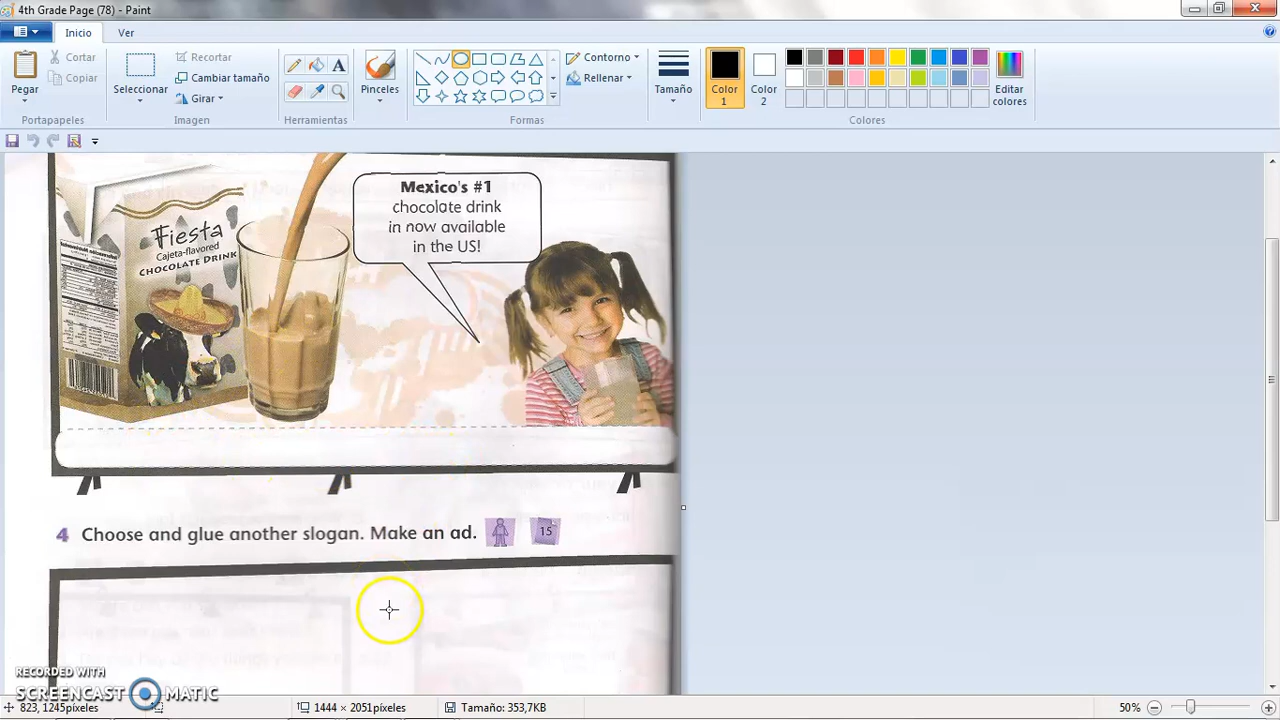 4th Grade Page (78) - Paint
Inicio
Ver
Pegar
Cortar
Copiar
Portapapeles
Seleccionar
Recortar
Cambiar tamaño
Girar
Imagen
A
Herramientas
Pinceles
Contorno
Rellenar
Formas
Tamaño
Color
1
Color
2
Editar
colores
Colores
Mexico's #1
chocolate drink
in now available
in the US!
Fiesta
Cajeta-flavored
CHOCOLATE DRINK
4 Choose and glue another slogan. Make an ad. 15
RECORDED WITH
SCREENCAST MATIC
823, 1245píxeles
1444 × 2051píxeles
Tamaño: 353,7KB
50%